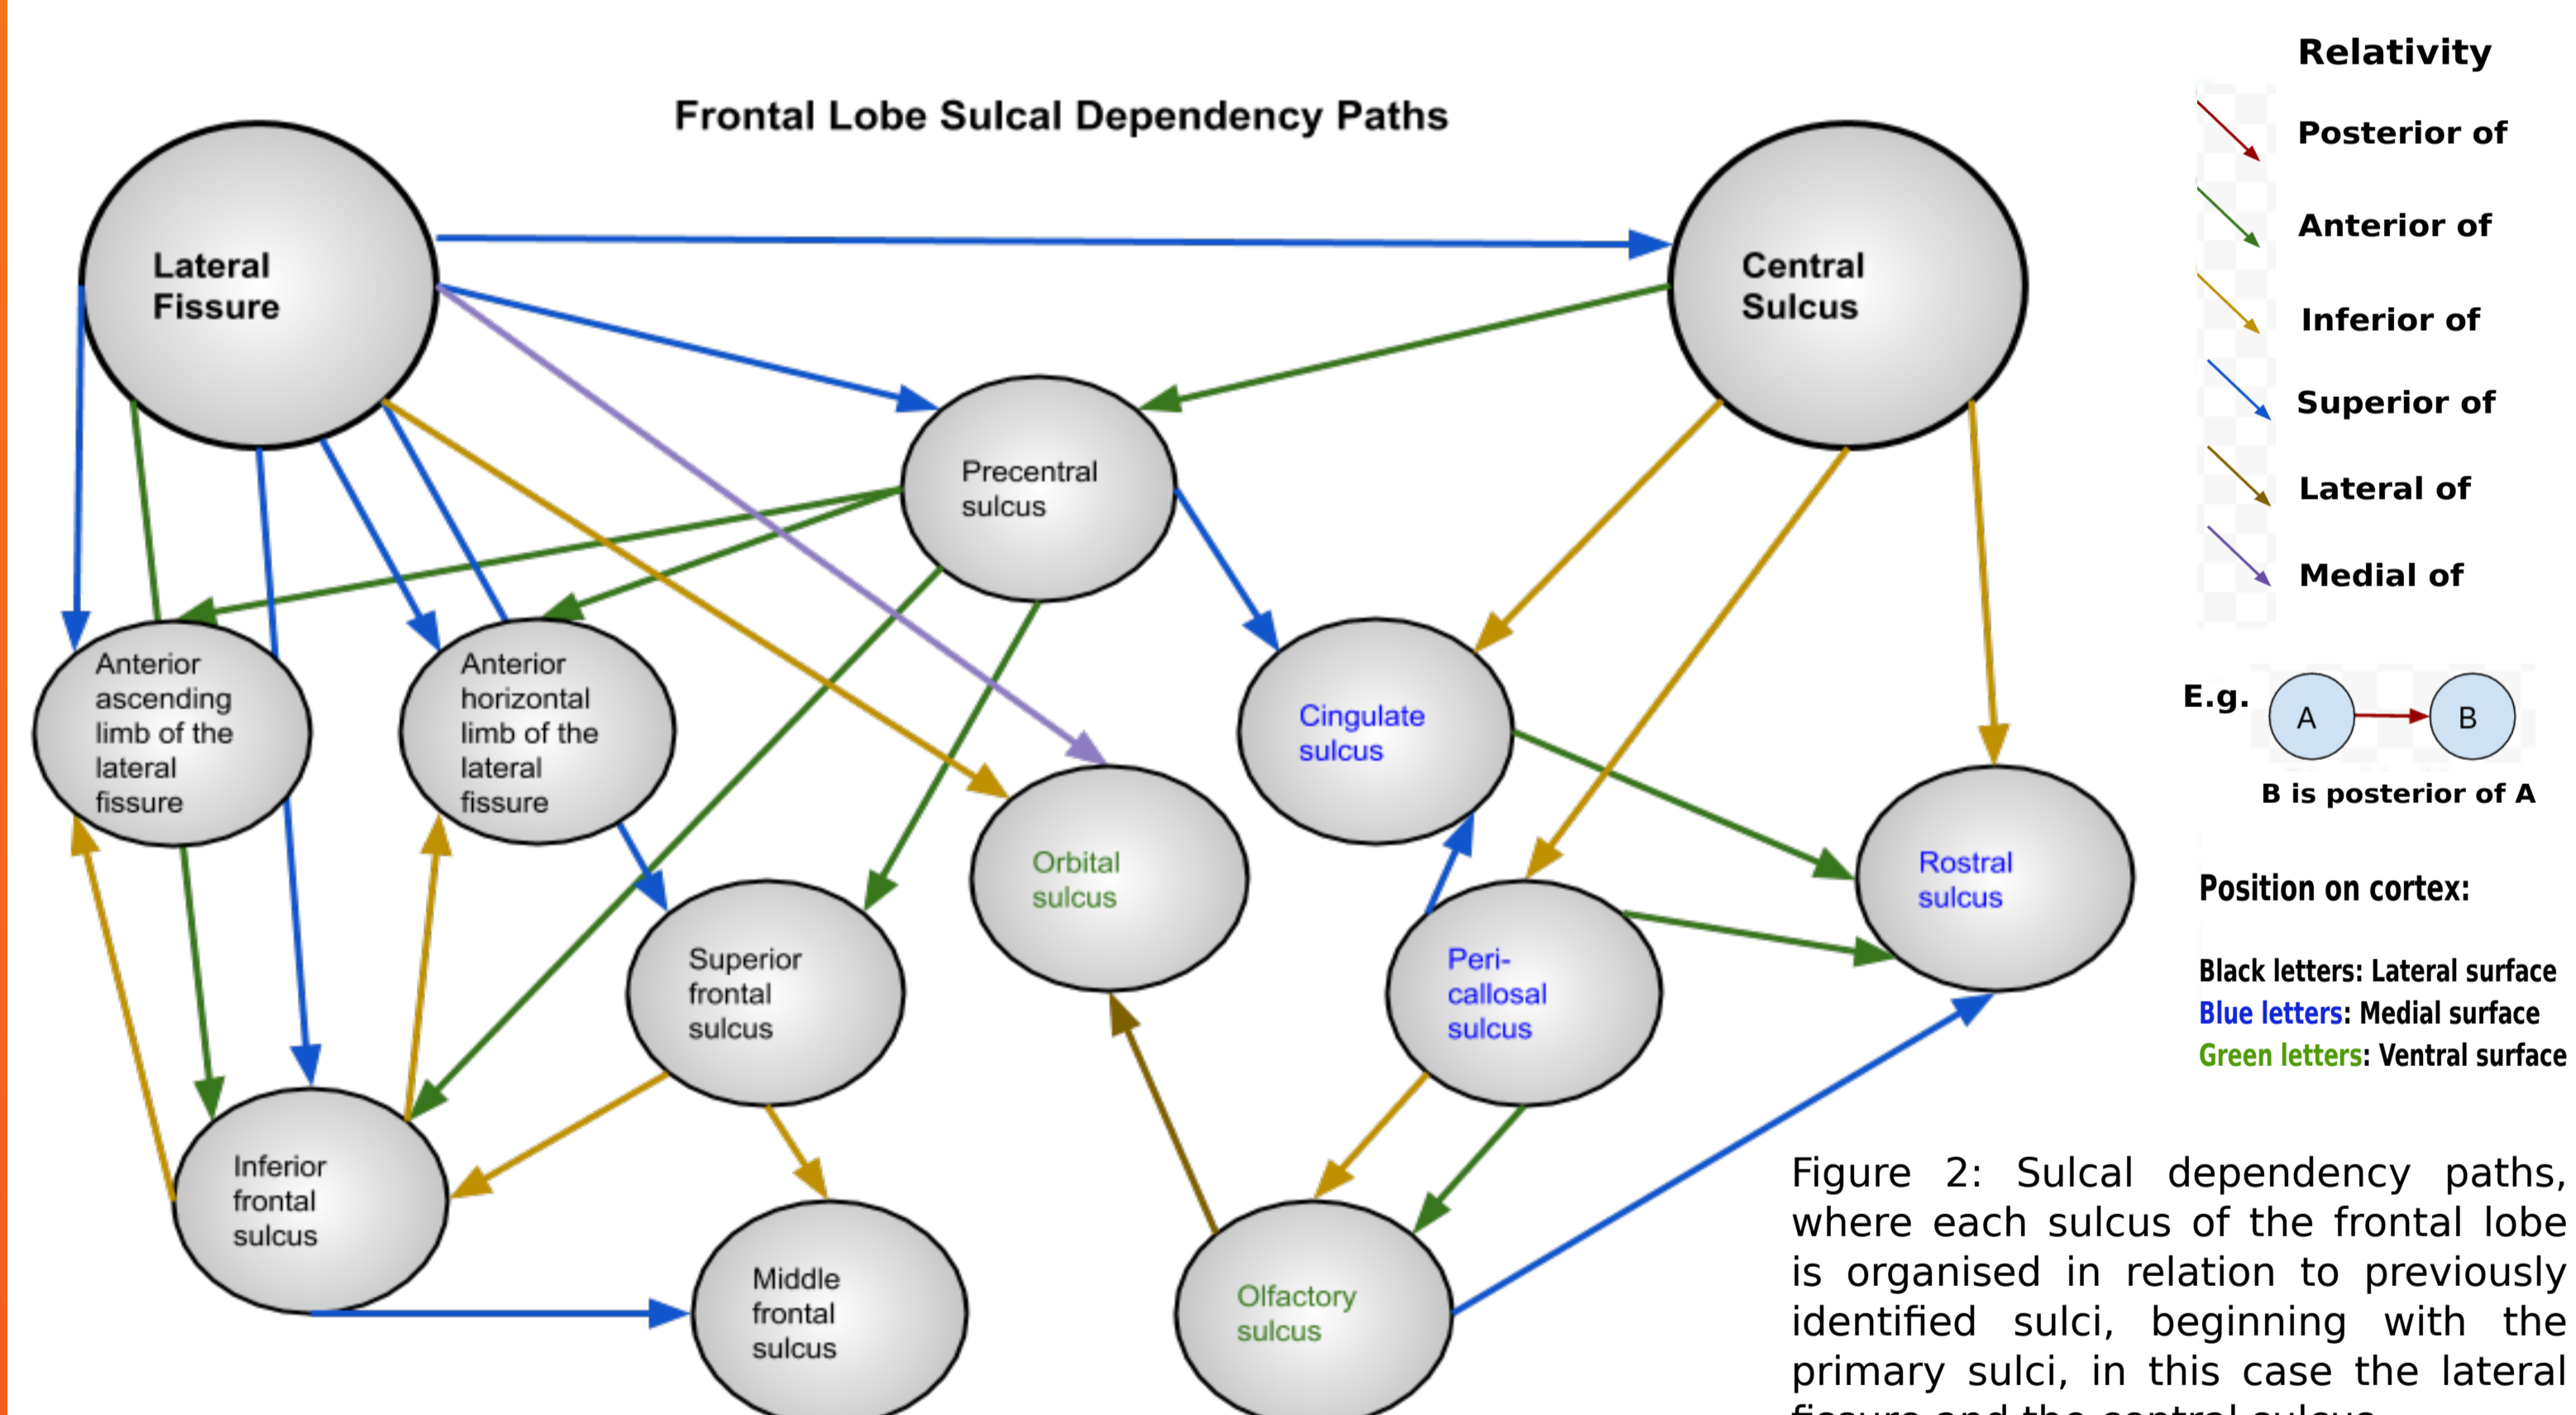 Relativity
Frontal Lobe Sulcal Dependency Paths
Posterior of
Anterior of
Inferior of
Superior of
Lateral of
Medial of
Lateral
Fissure
Central
Sulcus
Precentral
sulcus
Anterior
ascending
limb of the
lateral
fissure
Anterior
horizontal
limb of the
lateral
fissure
Cingulate
sulcus
Orbital
sulcus
Rostral
sulcus
Superior
frontal
sulcus
Peri-
callosal
sulcus
Inferior
frontal
sulcus
Middle
frontal
sulcus
Olfactory
sulcus
E.g.
A
B
B is posterior of A
Position on cortex:
Black letters: Lateral surface
Blue letters: Medial surface
Green letters: Ventral surface
Figure 2: Sulcal dependency paths,
where each sulcus of the frontal lobe
is organised in relation to previously
identified sulci, beginning with the
primary sulci, in this case the lateral
fissure and the central sulcus